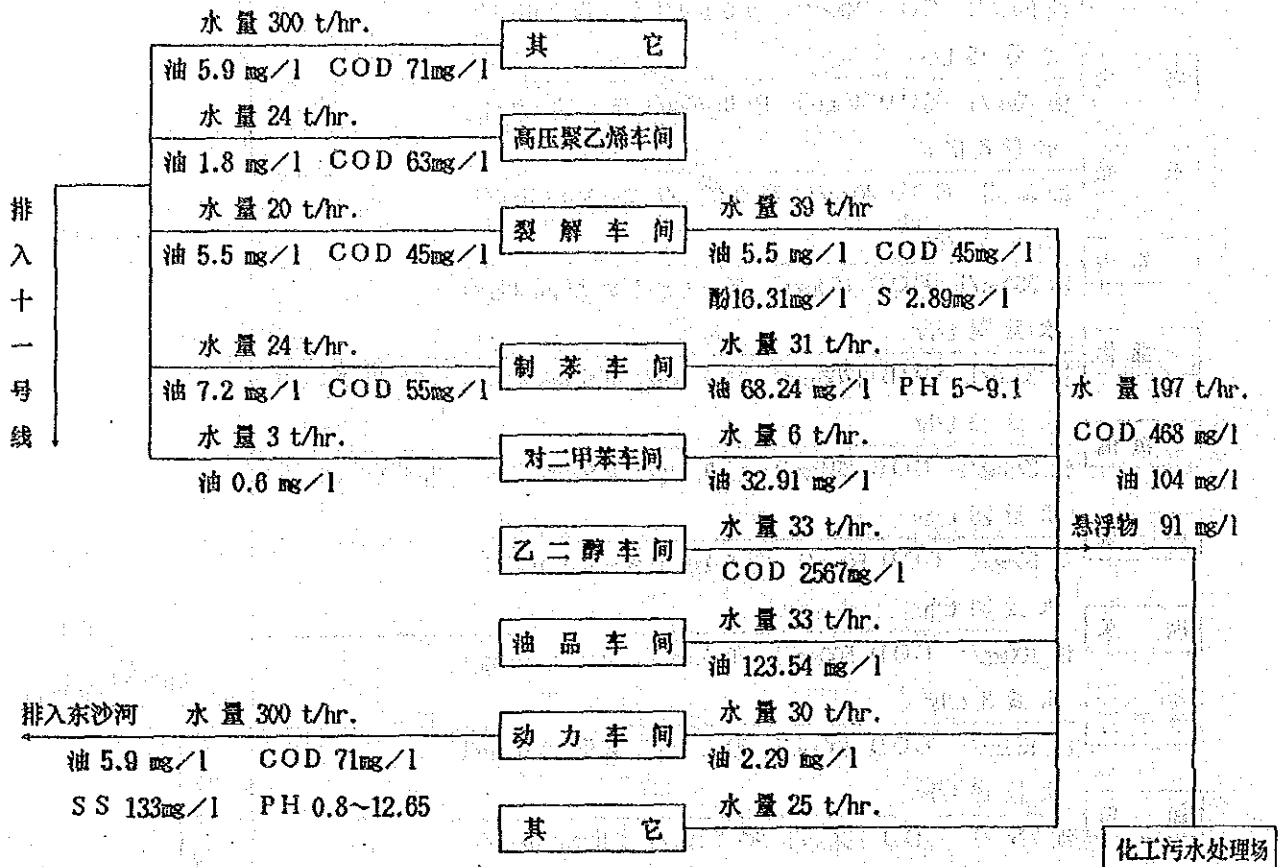 水 量 300 t/hr.
其 它
油 5.9 mg/l COD 71mg/l
水 量 24 t/hr.
高压聚乙烯车间
油 1.8 mg/l COD 63mg/l
排入十一号线
水 量 20 t/hr.
裂 解 车 间
水 量 39 t/hr
油 5.5 mg/l COD 45mg/l
油 5.5 mg/l COD 45mg/l
酚16.31mg/l S 2.89mg/l
水 量 24 t/hr.
制 苯 车 间
水 量 31 t/hr.
油 7.2 mg/l COD 55mg/l
油 68.24 mg/l PH 5~9.1
水 量 197 t/hr.
COD 468 mg/l
油 104 mg/l
悬浮物 91 mg/l
水 量 3 t/hr.
对二甲苯车间
水 量 6 t/hr.
油 0.6 mg/l
油 32.91 mg/l
乙 二 醇 车 间
水 量 33 t/hr.
COD 2567mg/l
油 品 车 间
水 量 33 t/hr.
油 123.54 mg/l
排入东沙河 水 量 300 t/hr.
动 力 车 间
水 量 30 t/hr.
油 5.9 mg/l COD 71mg/l
油 2.29 mg/l
SS 133mg/l PH 0.8~12.65
其 它
水 量 25 t/hr.
化工污水处理场